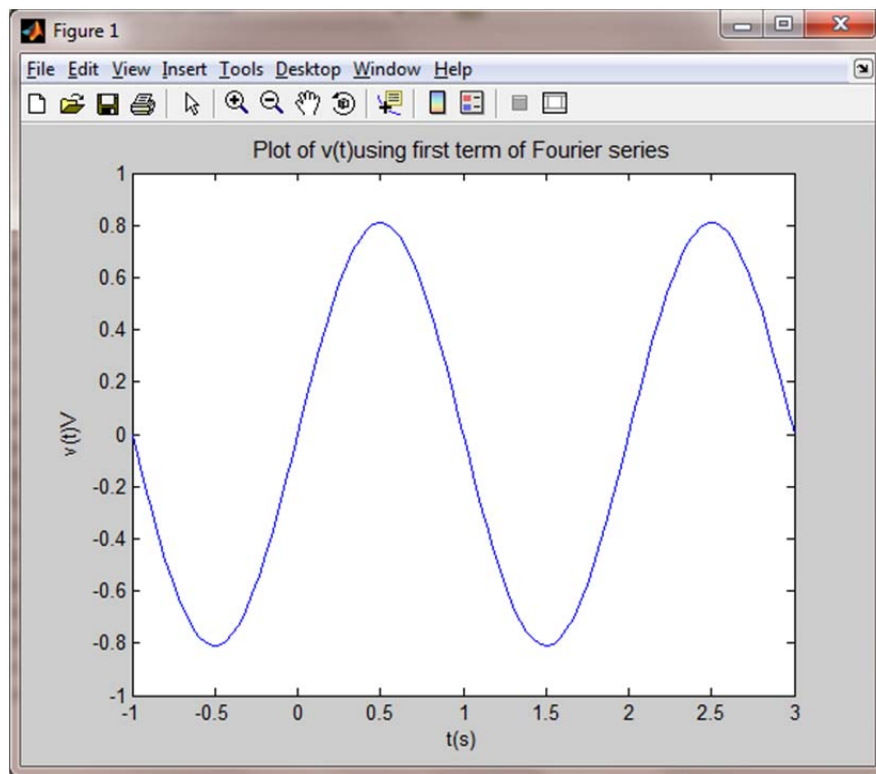 Figure 1
File Edit View Insert Tools Desktop Window Help
Plot of v(t)using first term of Fourier series
1
0.8
0.6
0.4
0.2
0
-0.2
-0.4
-0.6
-0.8
-1
v(t)V
-1 -0.5 0 0.5 1 1.5 2 2.5 3
t(s)